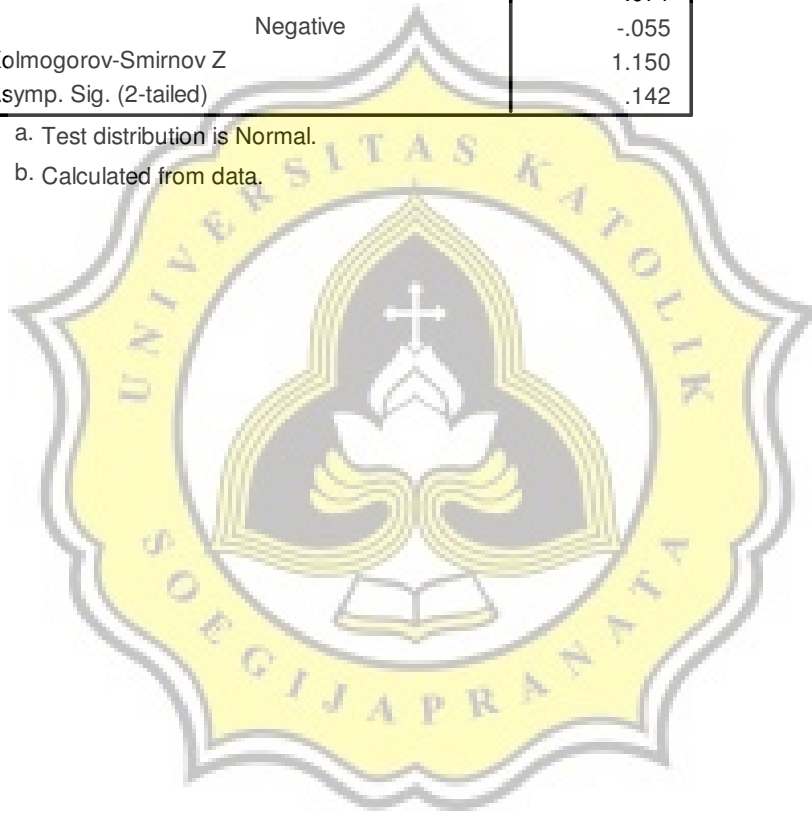 Negative -.055
Kolmogorov-Smirnov Z 1.150
Asymp. Sig. (2-tailed) .142
a. Test distribution is Normal.
b. Calculated from data.
UNIVERSITAS KATOLIK
SOEGIJAPRANATA